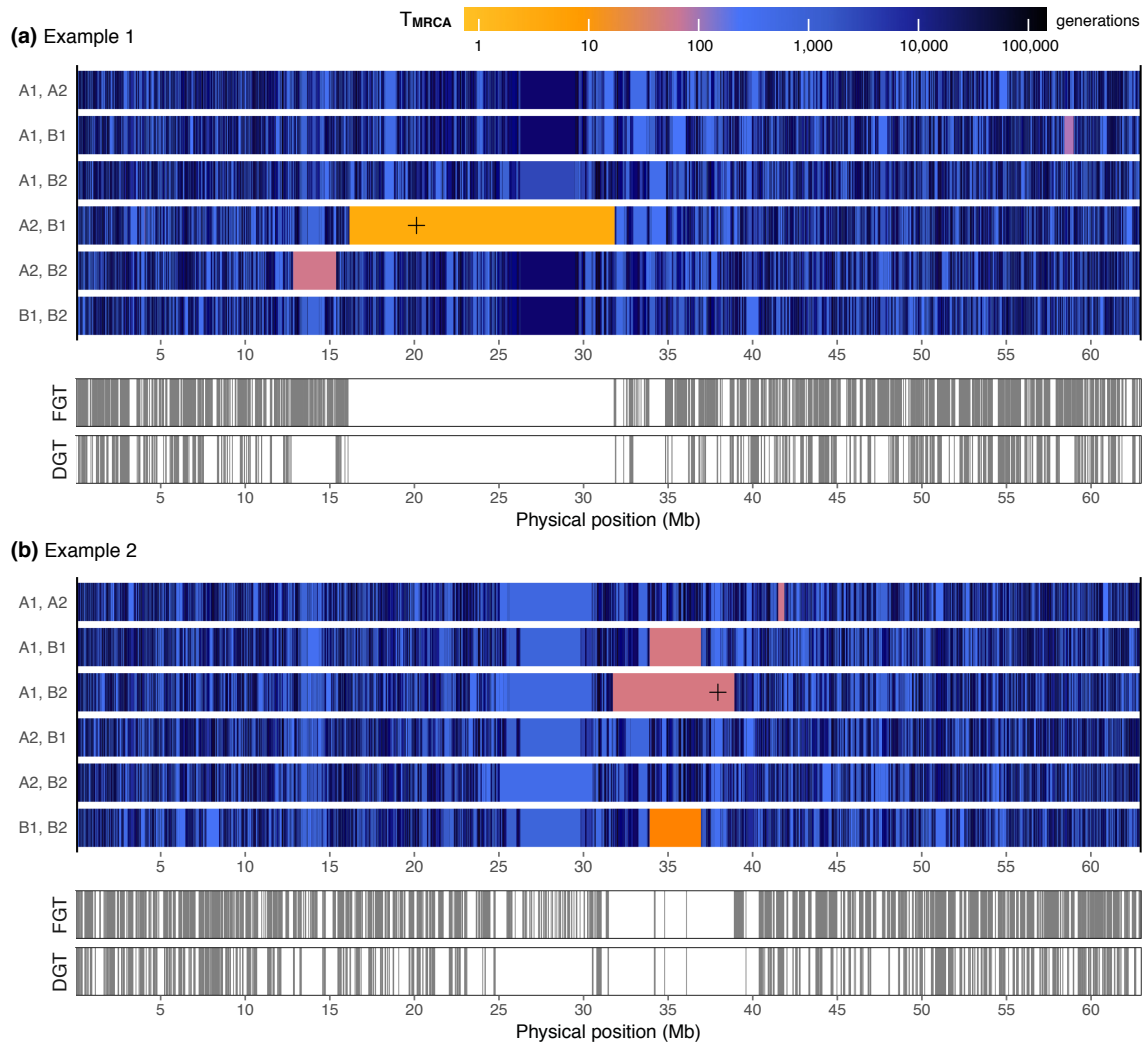 TMRCA generations
1 10 100 1,000 10,000 100,000
(a) Example 1
A1, A2
A1, B1
A1, B2
A2, B1
A2, B2
B1, B2
5 10 15 20 25 30 35 40 45 50 55 60
FGT
DGT
5 10 15 20 25 30 35 40 45 50 55 60
Physical position (Mb)
(b) Example 2
A1, A2
A1, B1
A1, B2
A2, B1
A2, B2
B1, B2
5 10 15 20 25 30 35 40 45 50 55 60
FGT
DGT
5 10 15 20 25 30 35 40 45 50 55 60
Physical position (Mb)